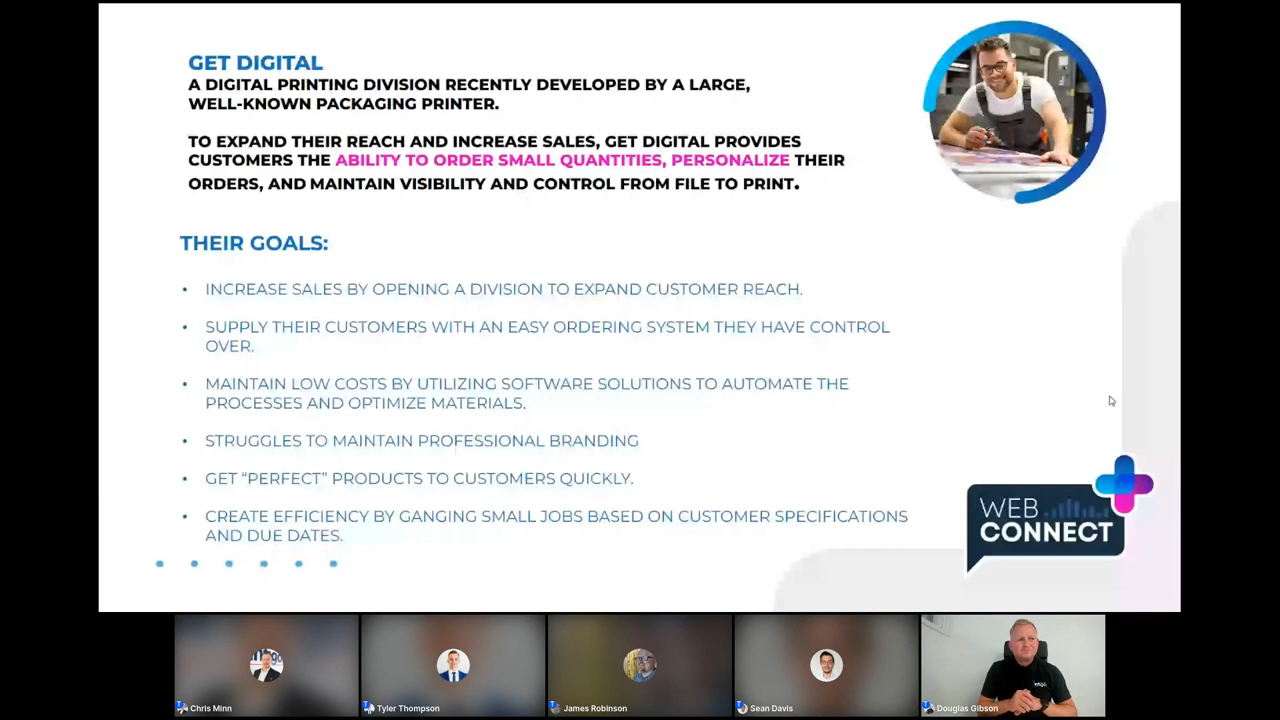 GET DIGITAL
A DIGITAL PRINTING DIVISION RECENTLY DEVELOPED BY A LARGE,
WELL-KNOWN PACKAGING PRINTER.
TO EXPAND THEIR REACH AND INCREASE SALES, GET DIGITAL PROVIDES
CUSTOMERS THE ABILITY TO ORDER SMALL QUANTITIES, PERSONALIZE THEIR
ORDERS, AND MAINTAIN VISIBILITY AND CONTROL FROM FILE TO PRINT.
THEIR GOALS:
• INCREASE SALES BY OPENING A DIVISION TO EXPAND CUSTOMER REACH.
• SUPPLY THEIR CUSTOMERS WITH AN EASY ORDERING SYSTEM THEY HAVE CONTROL
OVER.
• MAINTAIN LOW COSTS BY UTILIZING SOFTWARE SOLUTIONS TO AUTOMATE THE
PROCESSES AND OPTIMIZE MATERIALS.
• STRUGGLES TO MAINTAIN PROFESSIONAL BRANDING
• GET “PERFECT” PRODUCTS TO CUSTOMERS QUICKLY.
• CREATE EFFICIENCY BY GANGING SMALL JOBS BASED ON CUSTOMER SPECIFICATIONS
AND DUE DATES.
WEB
CONNECT
Chris Minn
Tyler Thompson
James Robinson
Sean Davis
Douglas Gibson